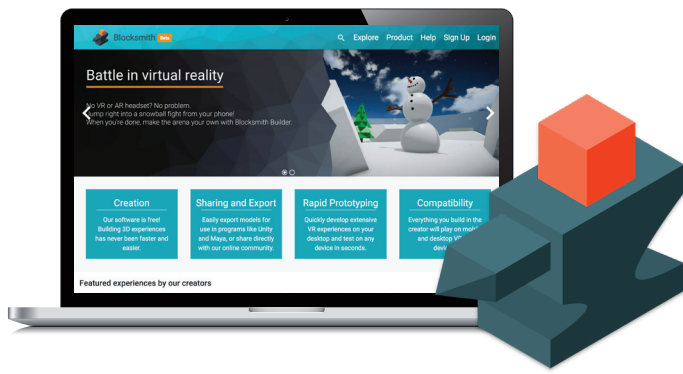 Blocksmith Beta
Explore Product Help Sign Up Login
Battle in virtual reality
No VR or AR headset? No problem.
ump right into a snowball fight from your phone!
When you're done, make the arena your own with Blocksmith Builder.
Creation
Our software is free!
Building 3D experiences
has never been faster and
easier.
Sharing and Export
Easily export models for
use in programs like Unity
and Maya, or share directly
with our online community.
Rapid Prototyping
Quickly develop extensive
VR experiences on your
desktop and test on any
device in seconds.
Compatibility
Everything you build in the
creator will play on
and desktop
Featured experiences by our creators